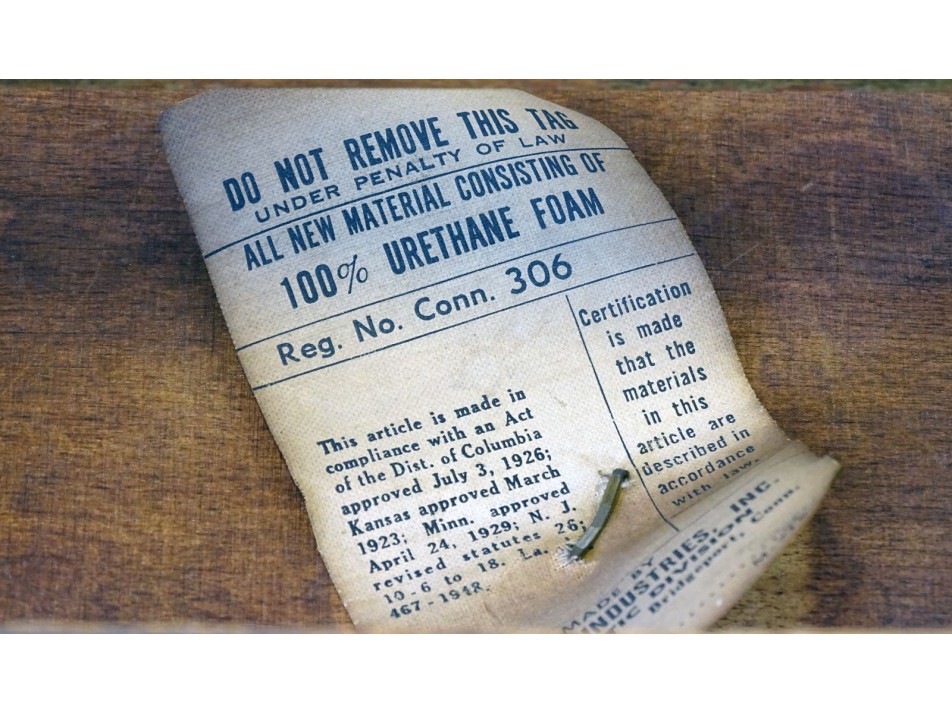 DO NOT REMOVE THIS TAG
UNDER PENALTY OF LAW
ALL NEW MATERIAL CONSISTING OF
100% URETHANE FOAM
Reg. No. Conn. 306
This article is made in
compliance with an Act
of the Dist. of Columbia
approved July 3, 1926;
Kansas approved March
1923; Minn. approved
April 24, 1929; N. J.
revised statutes 26;
10-6 to 18. La.
467-1948.
Certification
is made
that the
materials
in this
article are
described in
accordance
with law.
MADE BY
INDUSTRIES, INC.
DIVISION
Bridgeport, Conn.